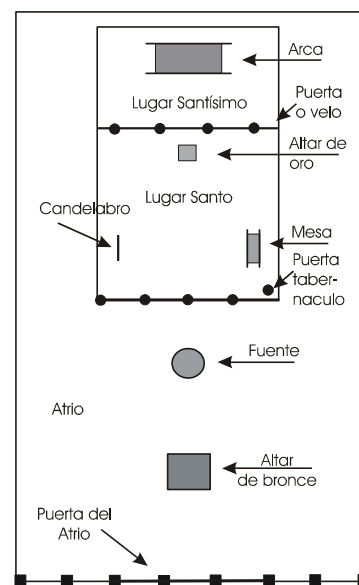 Arca
Lugar Santísimo
Puerta
o velo
Altar de
oro
Lugar Santo
Candelabro
Mesa
Puerta
taber-
naculo
Fuente
Atrio
Altar
de bronce
Puerta del
Atrio